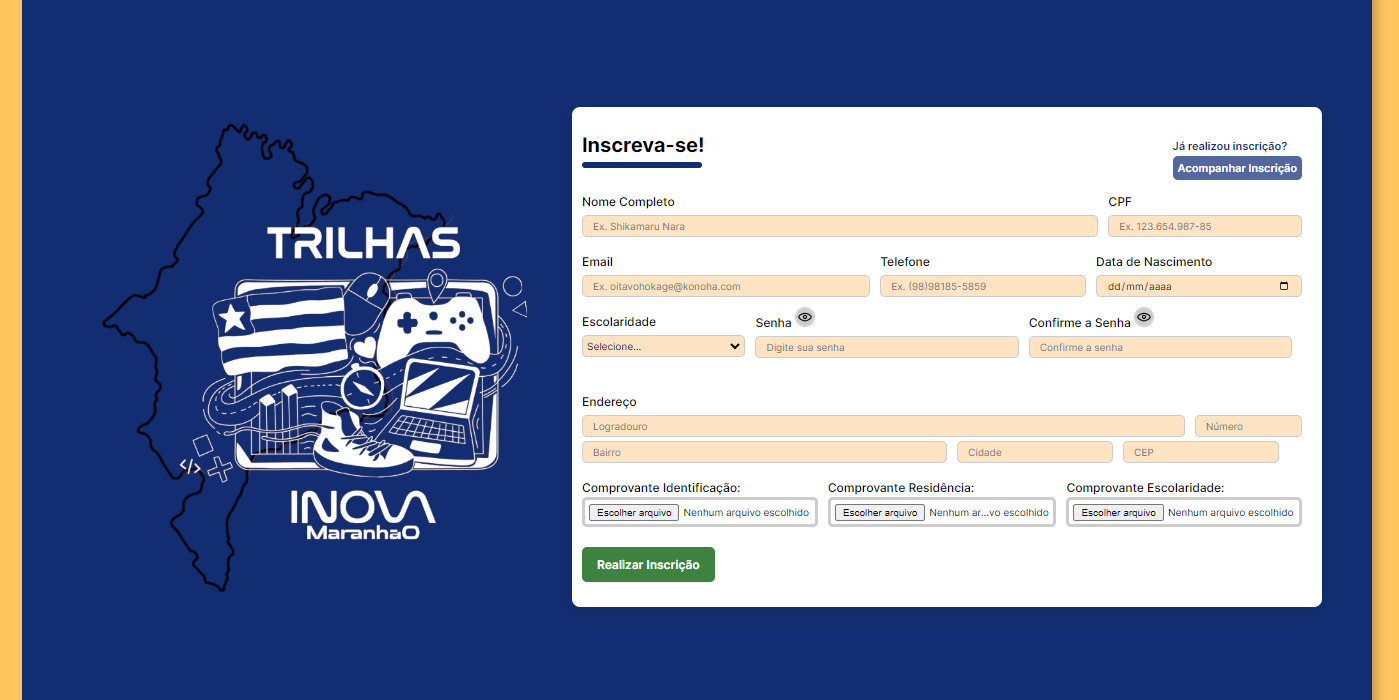 TRILHAS
</>
INOVA
MaranhaO
Inscreva-se!
Já realizou inscrição?
Acompanhar Inscrição
Nome Completo CPF
Ex. Shikamaru Nara Ex. 123.654.987-85
Email Telefone Data de Nascimento
Ex. oitavohokage@konoha.com Ex. (98)98185-5859 dd/mm/aaaa
Escolaridade Senha Confirme a Senha
Selecione... Digite sua senha Confirme a senha
Endereço
Logradouro Número
Bairro Cidade CEP
Comprovante Identificação: Comprovante Residência: Comprovante Escolaridade:
Escolher arquivo Nenhum arquivo escolhido Escolher arquivo Nenhum ar...vo escolhido Escolher arquivo Nenhum arquivo escolhido
Realizar Inscrição